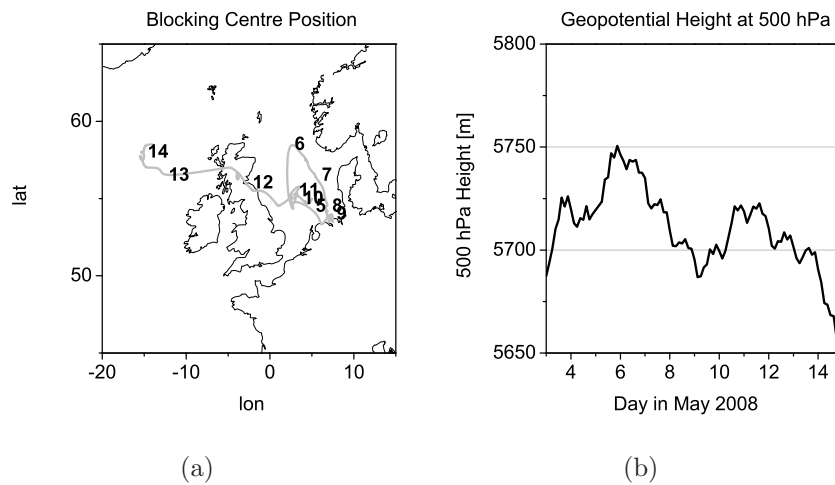 Blocking Centre Position
60
50
lat
-20 -10 0 10
lon
14
13
12
11
10
5
6
7
8
9
(a)
Geopotential Height at 500 hPa
5800
5750
5700
5650
500 hPa Height [m]
4 6 8 10 12 14
Day in May 2008
(b)